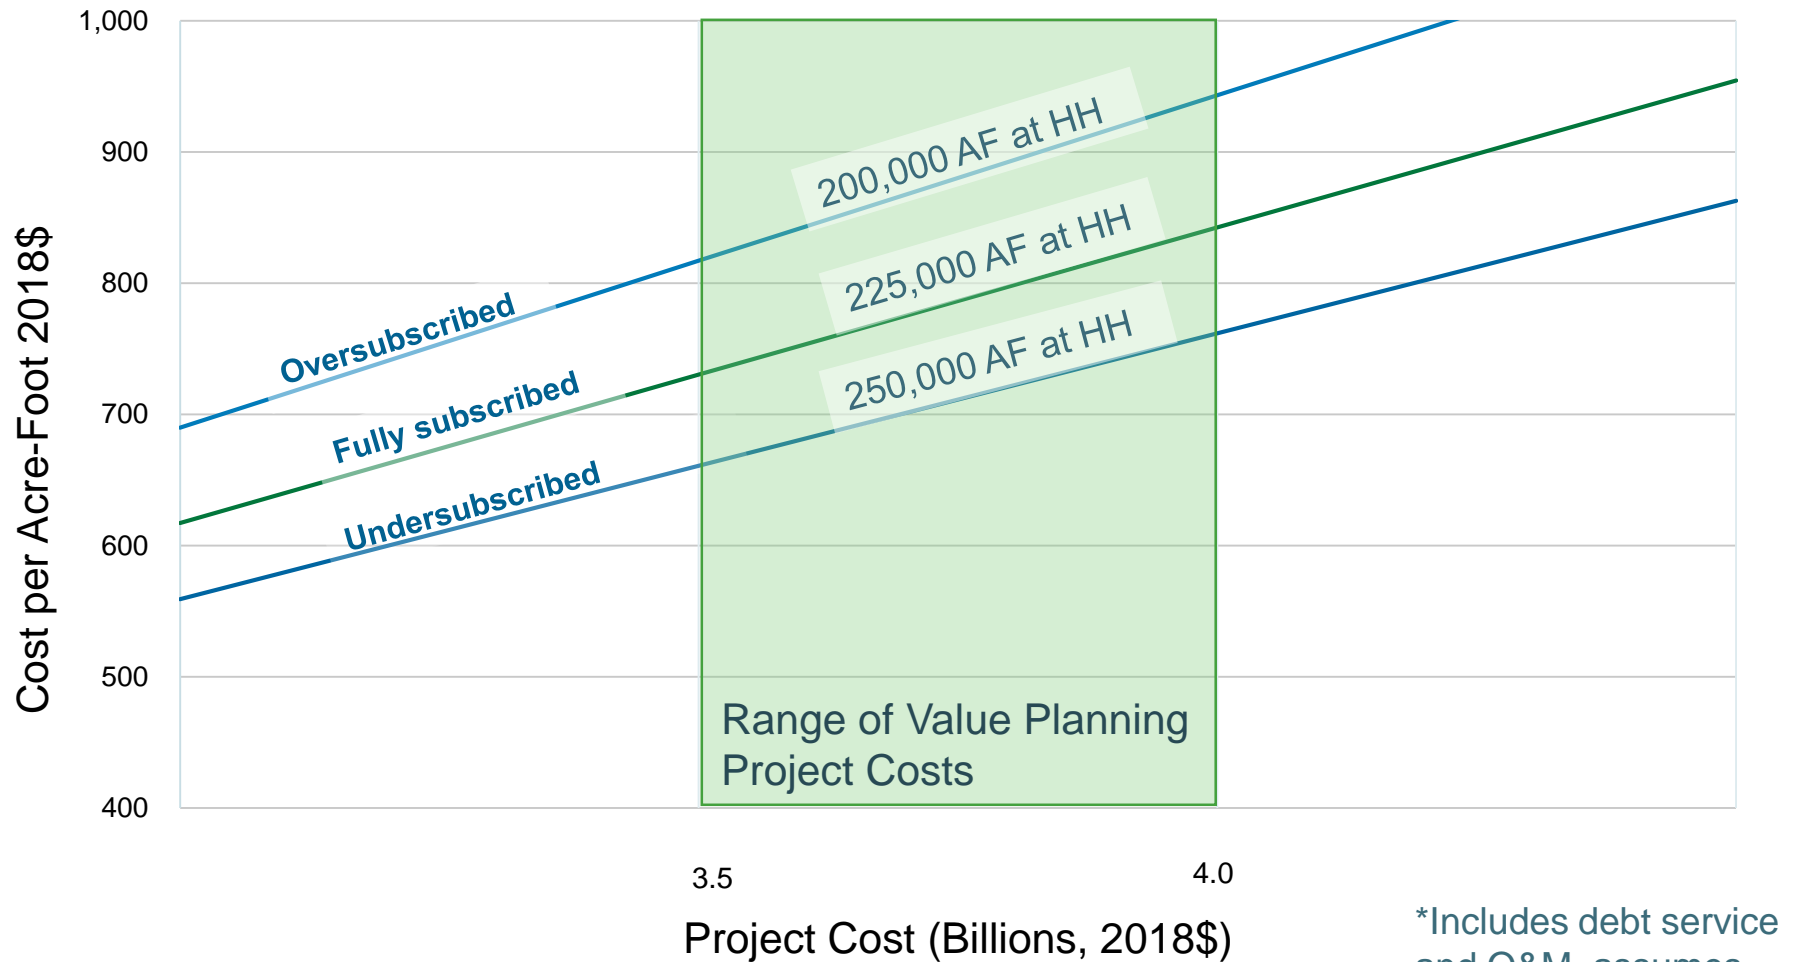 1,000
900
800
700
600
500
400
Cost per Acre-Foot 2018$
200,000 AF at HH
225,000 AF at HH
250,000 AF at HH
Oversubscribed
Fully subscribed
Undersubscribed
Range of Value Planning
Project Costs
3.5
4.0
Project Cost (Billions, 2018$)
*Includes debt service
and O&M, assumes